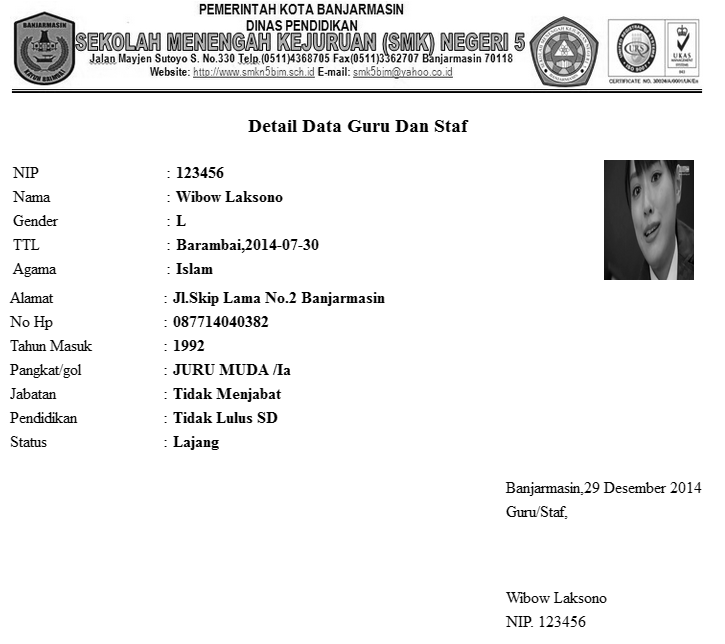 PEMERINTAH KOTA BANJARMASIN
DINAS PENDIDIKAN
SEKOLAH MENENGAH KEJURUAN (SMK) NEGERI 5
Jalan Mayjen Sutoyo S. No.330 Telp.(0511)4368705 Fax(0511)3362707 Banjarmasin 70118
Website: http://www.smkn5bjm.sch.id E-mail: smk5bjm@yahoo.co.id
BANJARMASIN
KAYUH BAIMBAI
URS
UKAS
Detail Data Guru Dan Staf
NIP : 123456
Nama : Wibow Laksono
Gender : L
TTL : Barambai,2014-07-30
Agama : Islam
Alamat : Jl.Skip Lama No.2 Banjarmasin
No Hp : 087714040382
Tahun Masuk : 1992
Pangkat/gol : JURU MUDA /Ia
Jabatan : Tidak Menjabat
Pendidikan : Tidak Lulus SD
Status : Lajang
Banjarmasin,29 Desember 2014
Guru/Staf,
Wibow Laksono
NIP. 123456